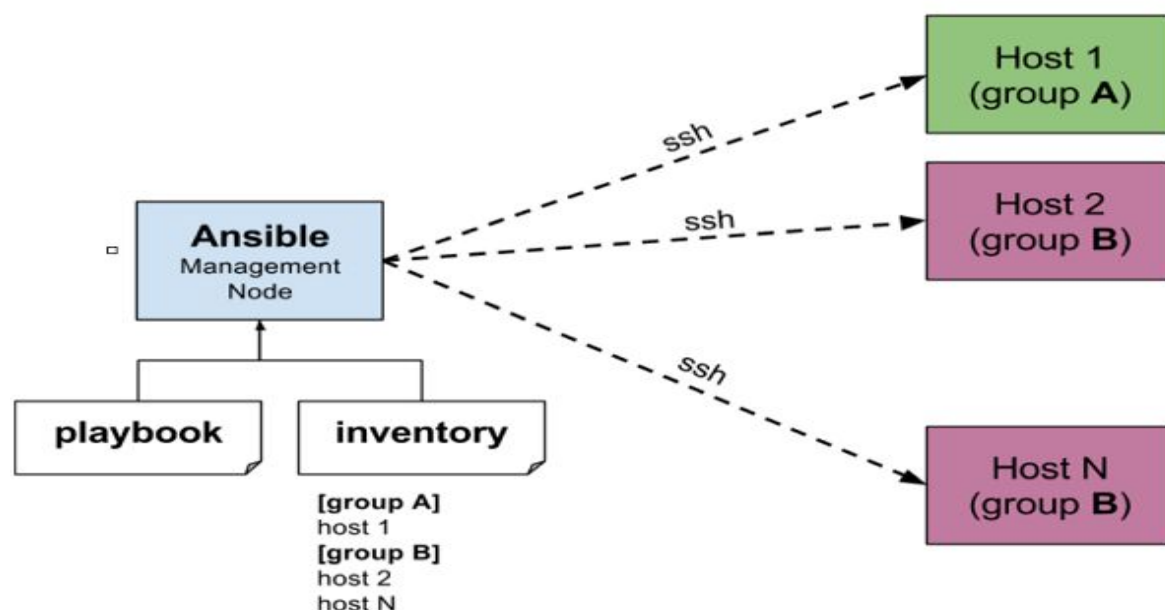 Host 1
(group A)
ssh
Host 2
(group B)
ssh
Ansible
Management
Node
ssh
playbook
inventory
Host N
(group B)
[group A]
host 1
[group B]
host 2
host N